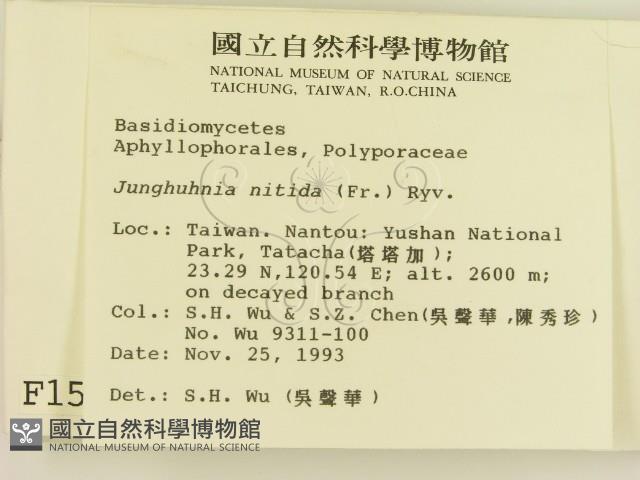 國立自然科學博物館
NATIONAL MUSEUM OF NATURAL SCIENCE
TAICHUNG, TAIWAN, R.O.CHINA
Basidiomycetes
Aphyllophorales, Polyporaceae
Junghuhnia nitida (Fr.) Ryv.
Loc.: Taiwan. Nantou: Yushan National
Park, Tatacha(塔塔加);
23.29 N,120.54 E; alt. 2600 m;
on decayed branch
Col.: S.H. Wu & S.Z. Chen(吳聲華,陳秀珍)
No. Wu 9311-100
Date: Nov. 25, 1993
F15
Det.: S.H. Wu (吳聲華)
國立自然科學博物館
NATIONAL MUSEUM OF NATURAL SCIENCE